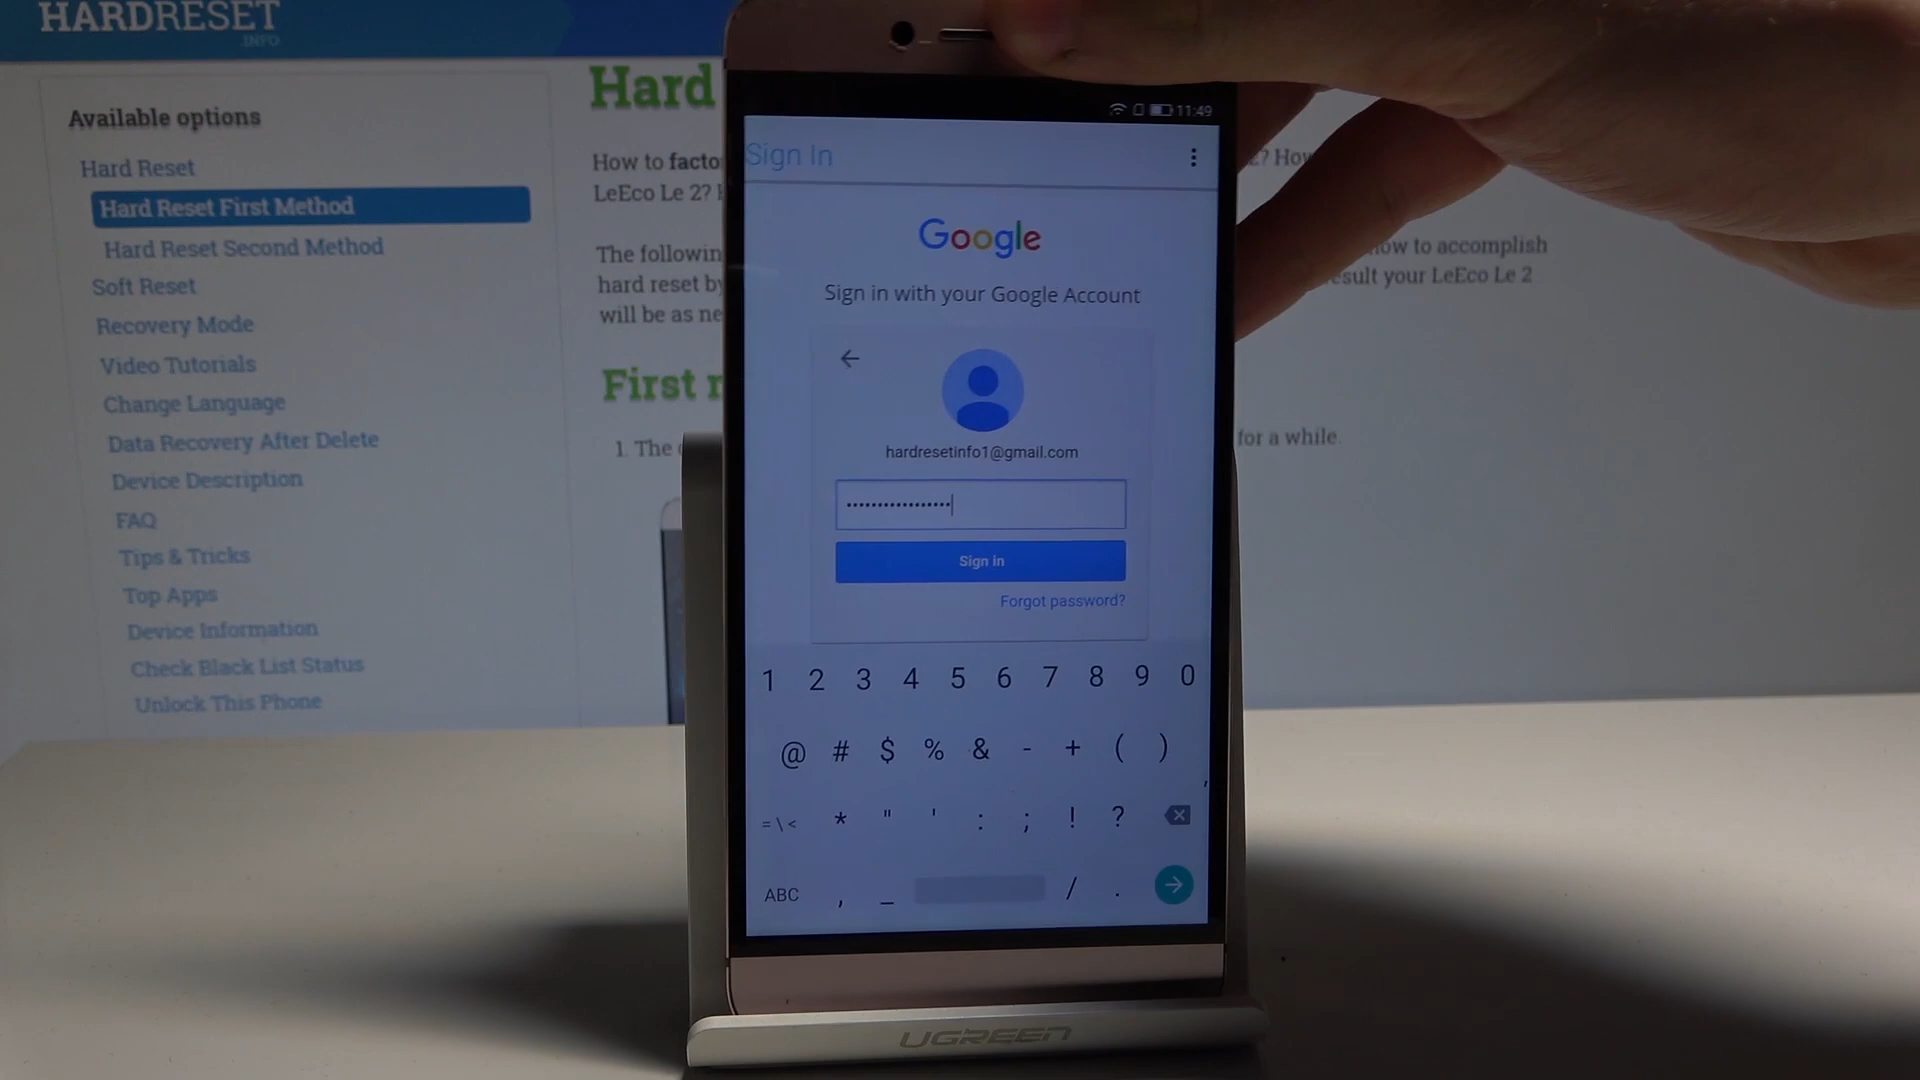 HARDRESET
.INFO
Available options
Hard Reset
Hard Reset First Method
Hard Reset Second Method
Soft Reset
Recovery Mode
Video Tutorials
Change Language
Data Recovery After Delete
Device Description
FAQ
Tips & Tricks
Top Apps
Device Information
Check Black List Status
Unlock This Phone
Hard
How to facto
? How
LeEco Le 2?
The following
how to accomplish
hard reset by
esult your LeEco Le 2
will be as ne
First
1. The
for a while.
11:49
Sign In
Google
Sign in with your Google Account
hardresetinfo1@gmail.com
•••••••••••••••••
Sign in
Forgot password?
1 2 3 4 5 6 7 8 9 0
@ # $ % & - + ( )
= \ < * " ' : ; ! ?
ABC , _ / .
UGREEN